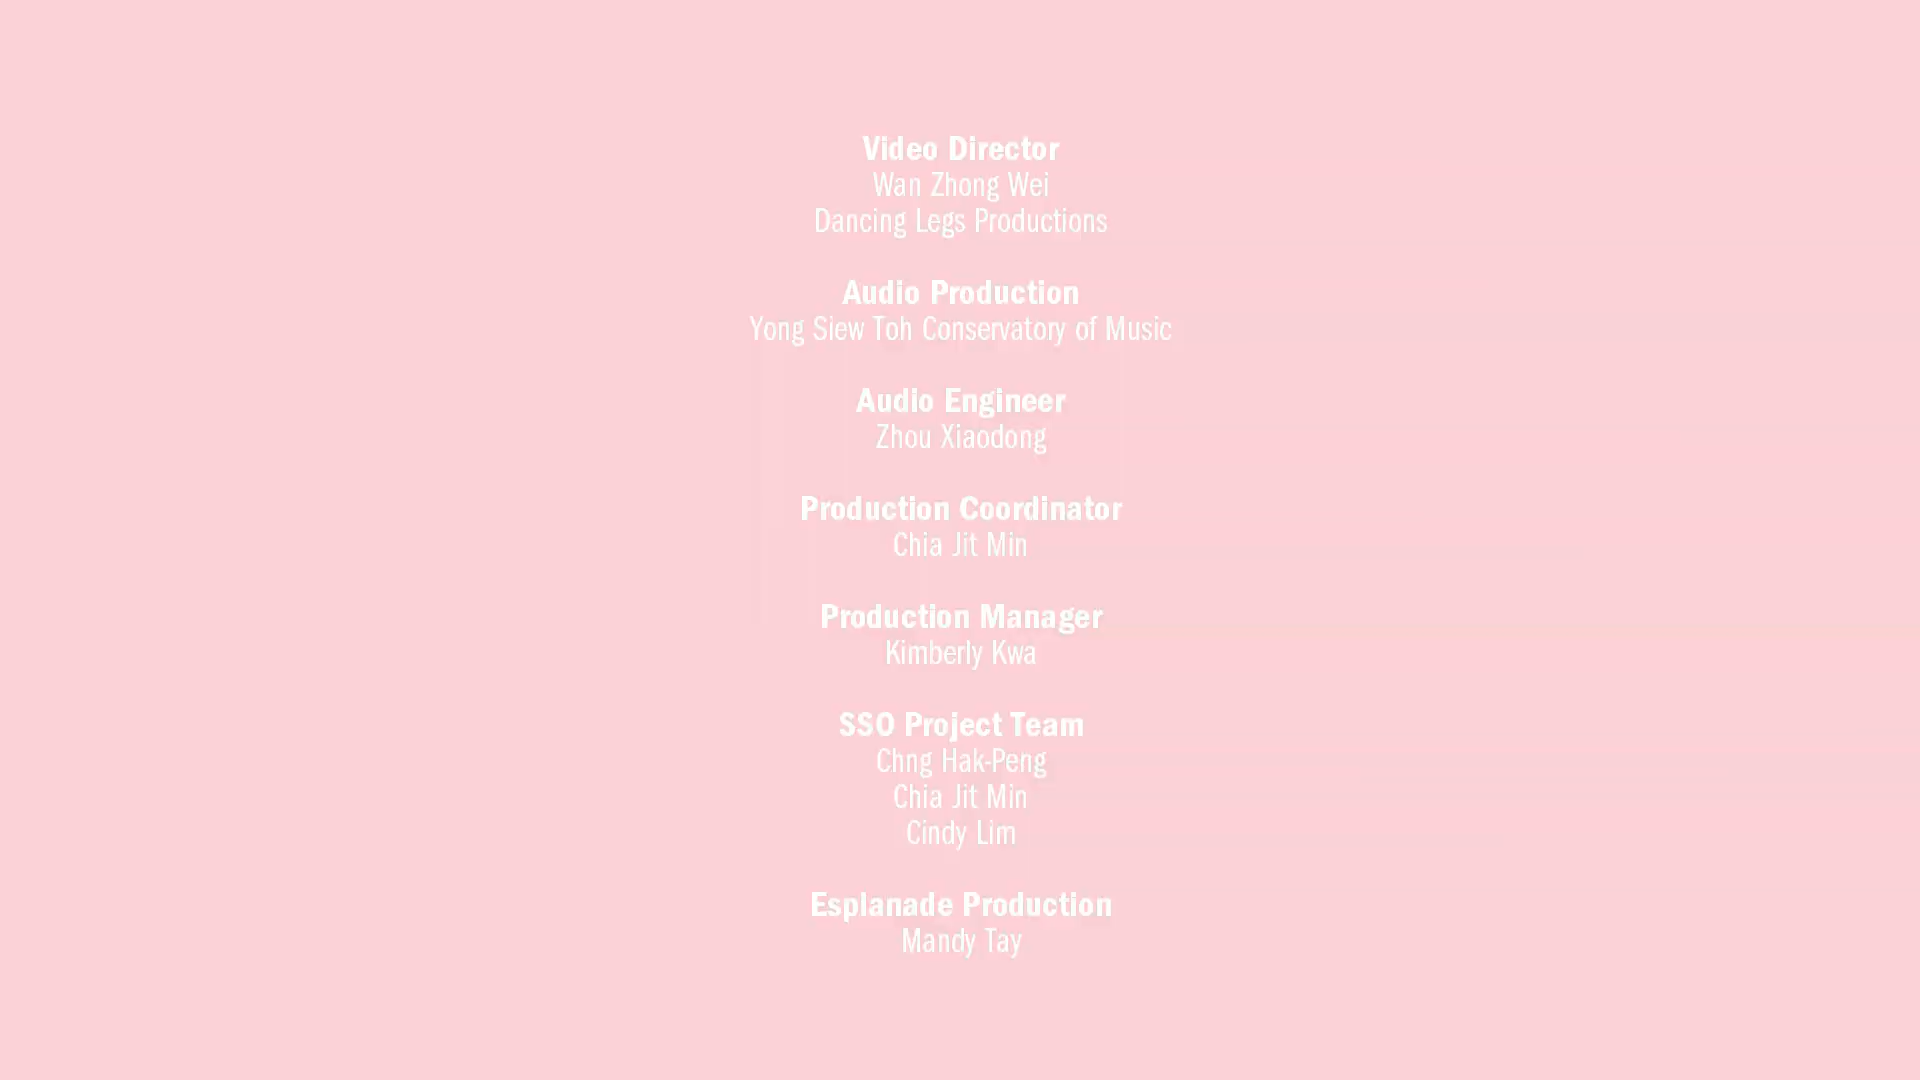 Video Director
Wan Zhong Wei
Dancing Legs Productions
Audio Production
Yong Siew Toh Conservatory of Music
Audio Engineer
Zhou Xiaodong
Production Coordinator
Chia Jit Min
Production Manager
Kimberly Kwa
SSO Project Team
Chng Hak-Peng
Chia Jit Min
Cindy Lim
Esplanade Production
Mandy Tay